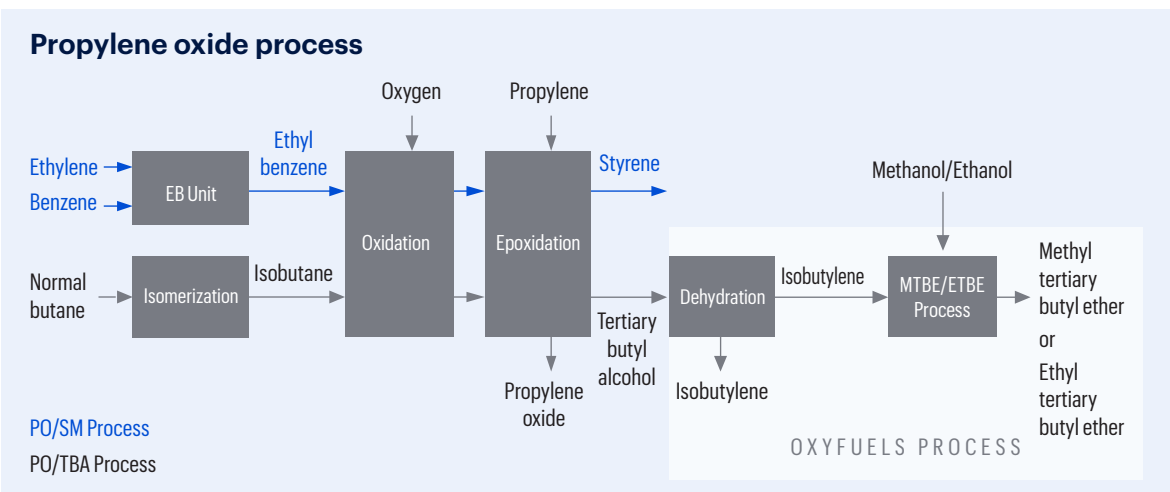 Propylene oxide process
Oxygen
Propylene
Ethylene
Benzene
EB Unit
Ethyl
benzene
Oxidation
Epoxidation
Styrene
Methanol/Ethanol
Normal
butane
Isomerization
Isobutane
Tertiary
butyl
alcohol
Propylene
oxide
Dehydration
Isobutylene
Isobutylene
MTBE/ETBE
Process
Methyl
tertiary
butyl ether
or
Ethyl
tertiary
butyl ether
OXYFUELS PROCESS
PO/SM Process
PO/TBA Process